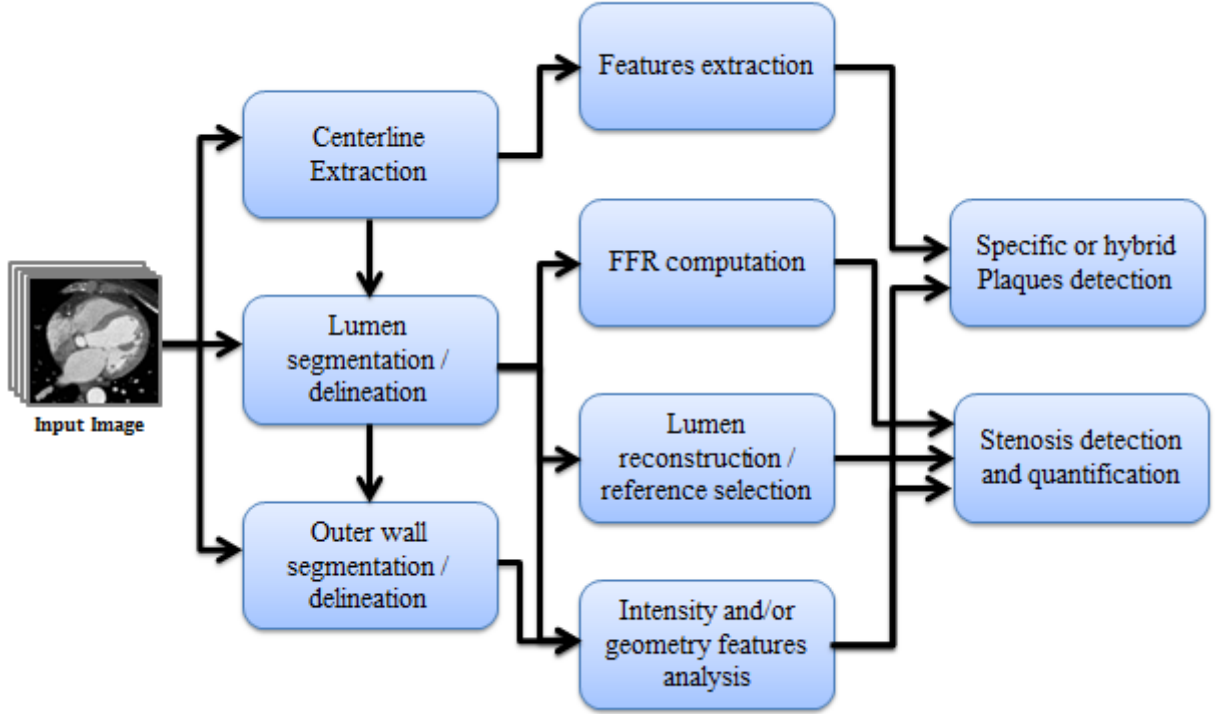 Features extraction
Centerline
Extraction
FFR computation
Specific or hybrid
Plaques detection
Lumen
segmentation /
delineation
Input Image
Lumen
reconstruction /
reference selection
Stenosis detection
and quantification
Outer wall
segmentation /
delineation
Intensity and/or
geometry features
analysis